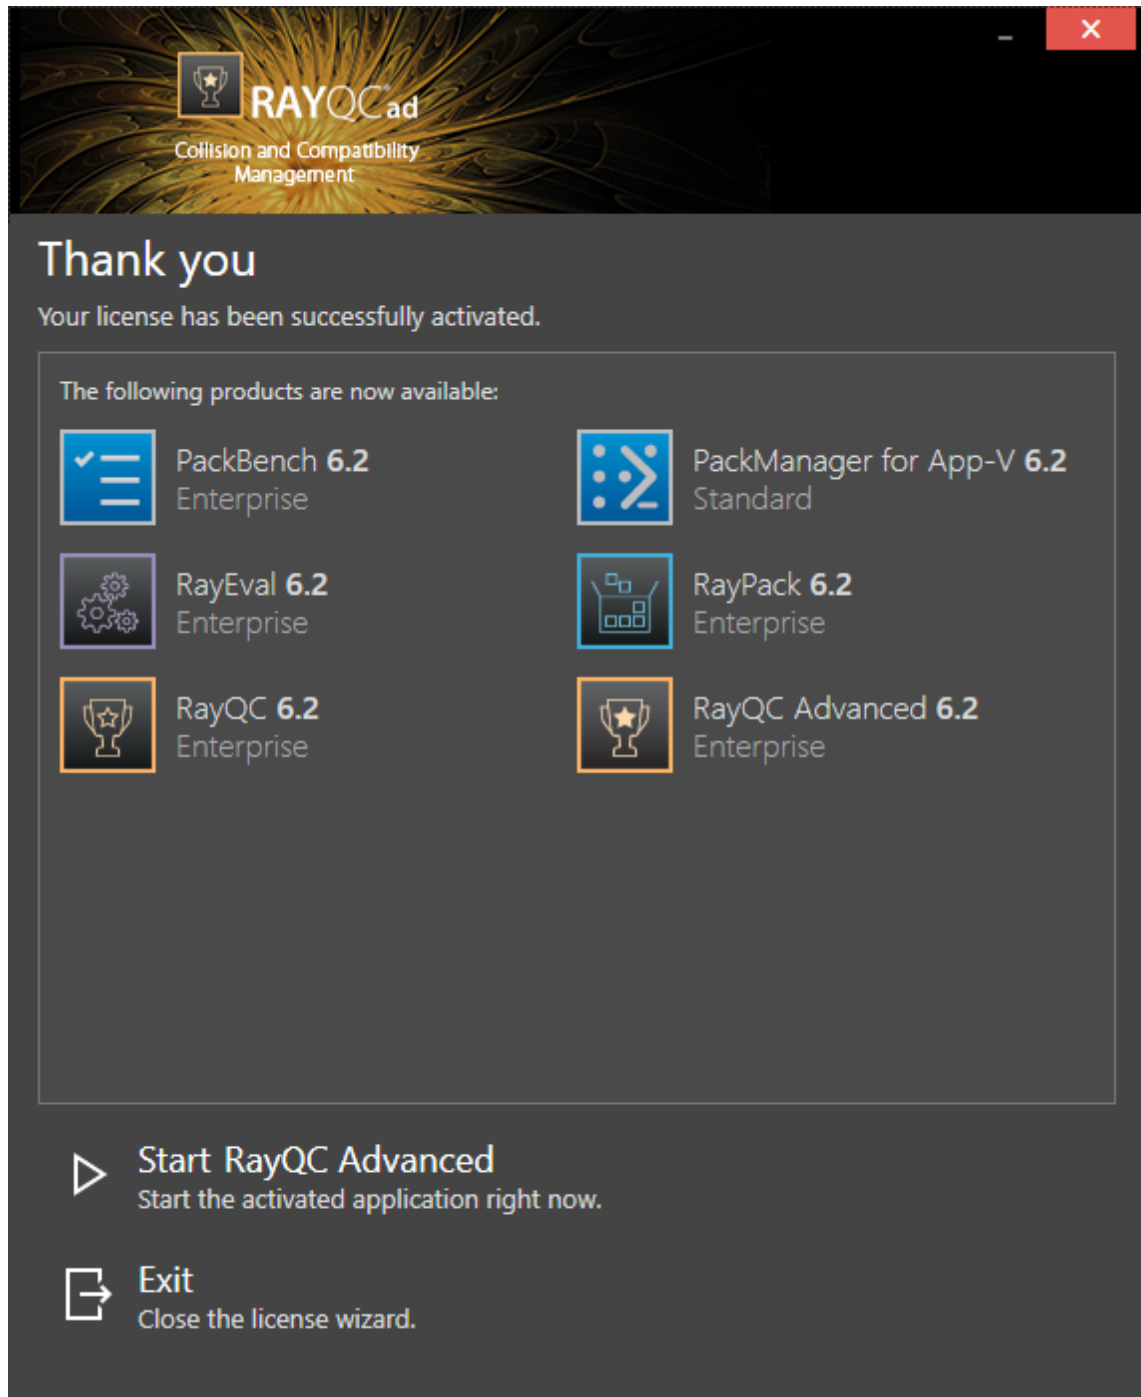 RAYQC®ad
Collision and Compatibility
Management
Thank you
Your license has been successfully activated.
The following products are now available:
PackBench 6.2
Enterprise
PackManager for App-V 6.2
Standard
RayEval 6.2
Enterprise
RayPack 6.2
Enterprise
RayQC 6.2
Enterprise
RayQC Advanced 6.2
Enterprise
Start RayQC Advanced
Start the activated application right now.
Exit
Close the license wizard.